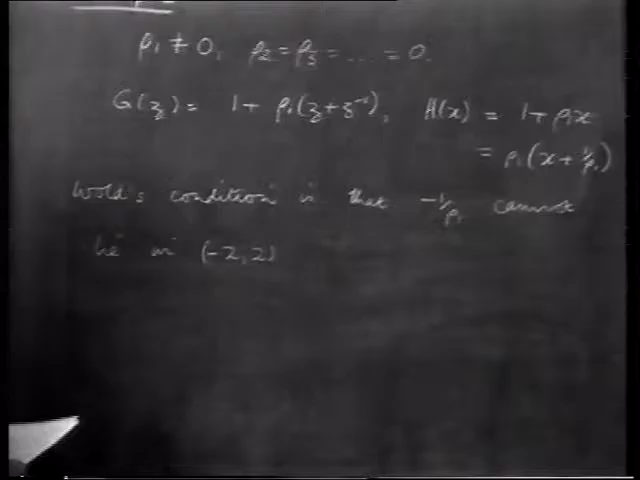 ρ₁ ≠ 0, ρ₂ = ρ₃ = ... = 0.
G(ʒ) = 1 + ρ₁(ʒ + ʒ⁻¹), H(x) = 1 + ρ₁x
= ρ₁(x + 1/ρ₁)
Wold's condition is that -1/ρ₁ cannot
lie in (-2, 2)